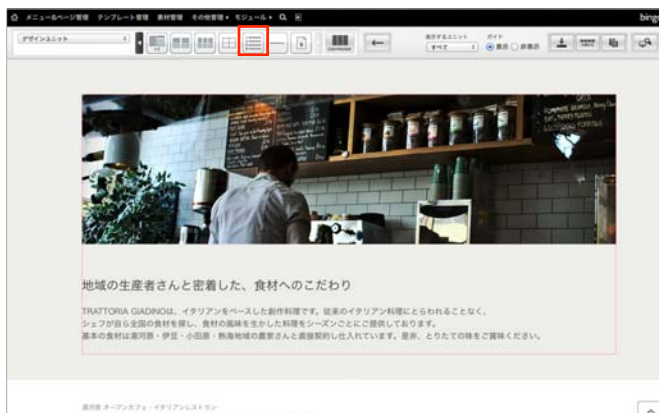 メニュー&ページ管理 テンプレート管理 素材管理 その他管理 モジュール bingo
デザインユニット 表示するユニット すべて ガイド 表示 非表示
地域の生産者さんと密着した、食材へのこだわり
TRATTORIA GIADINOは、イタリアンをベースした創作料理です。従来のイタリアン料理にとらわれることなく、
シェフが自ら全国の食材を探し、食材の風味を生かした料理をシーズンごとにご提供しております。
基本の食材は湯河原・伊豆・小田原・熱海地域の農家さんと直接契約し仕入れています。是非、とりたての味をご賞味ください。
湯河原 オープンカフェ・イタリアンレストラン